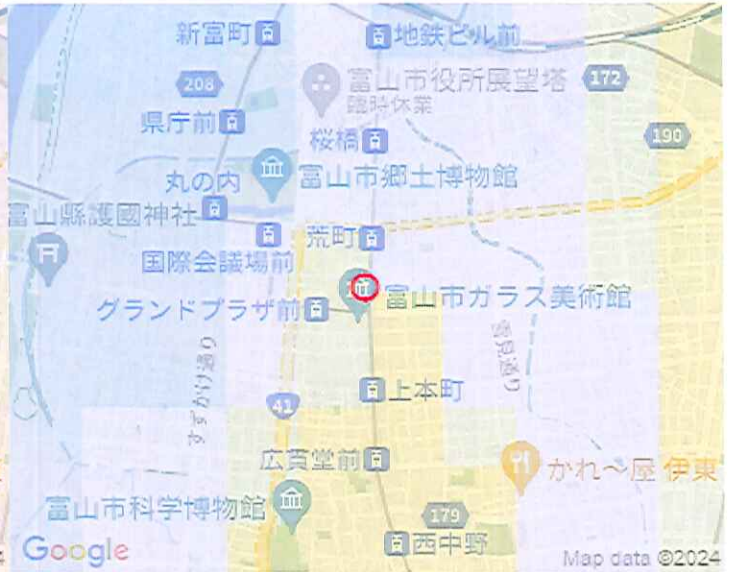 新富町
地鉄ビル前
208
富山市役所展望塔
172
臨時休業
県庁前
桜橋
190
丸の内
富山市郷土博物館
富山縣護國神社
荒町
国際会議場前
富山市ガラス美術館
グランドプラザ前
すずかけ通り
雪見通り
上本町
41
広貫堂前
かれ〜屋 伊東
富山市科学博物館
179
西中野
Google
Map data ©2024